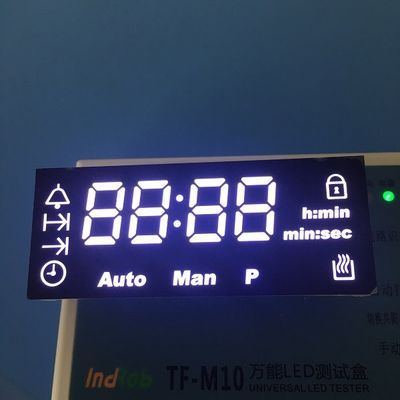 88:88
h:min
min:sec
Auto Man P
IndRob TF-M10 万能LED测试盒
UNIVERSAL LED TESTER